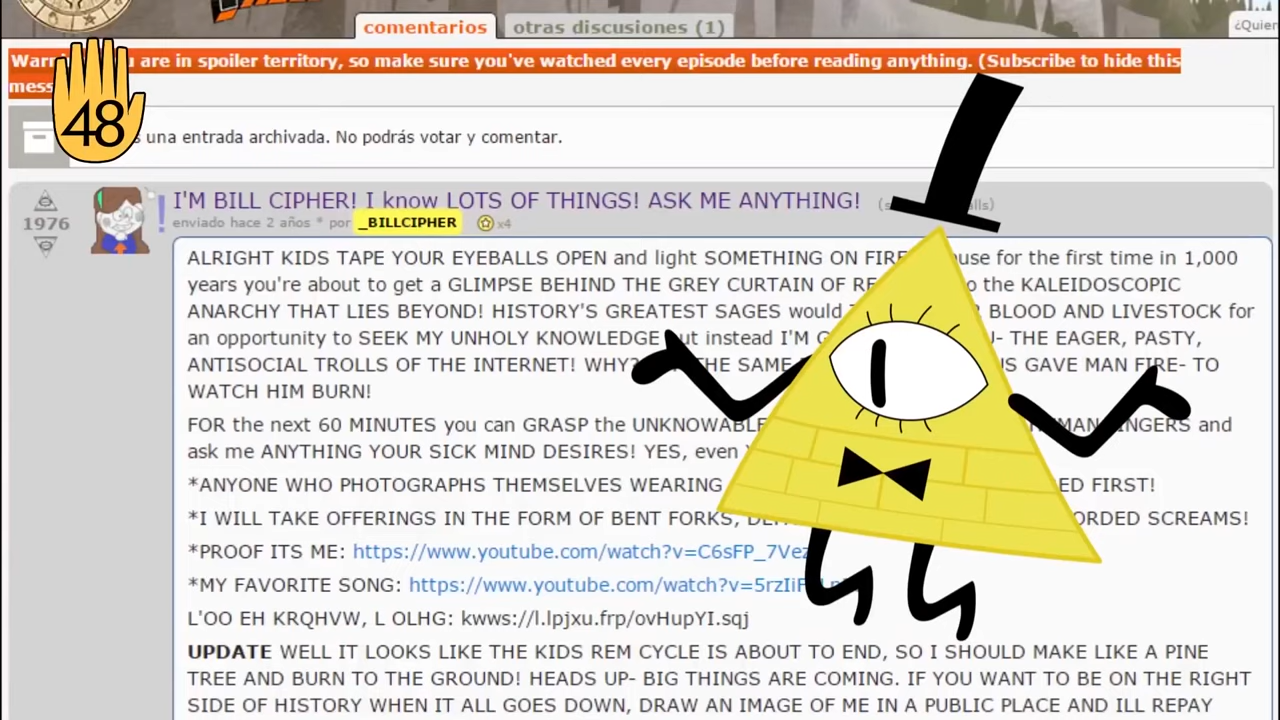 comentarios otras discusiones (1)
¿Quier
are in spoiler territory, so make sure you've watched every episode before reading anything. (Subscribe to hide this
48
una entrada archivada. No podrás votar y comentar.
I'M BILL CIPHER! I know LOTS OF THINGS! ASK ME ANYTHING!
1976
enviado hace 2 años * por _BILLCIPHER x4
ALRIGHT KIDS TAPE YOUR EYEBALLS OPEN and light SOMETHING ON FIRE for the first time in 1,000
years you're about to get a GLIMPSE BEHIND THE GREY CURTAIN OF the KALEIDOSCOPIC
ANARCHY THAT LIES BEYOND! HISTORY'S GREATEST SAGES would BLOOD AND LIVESTOCK for
an opportunity to SEEK MY UNHOLY KNOWLEDGE but instead I'M THE EAGER, PASTY,
ANTISOCIAL TROLLS OF THE INTERNET! WHY? THE SAME GAVE MAN FIRE- TO
WATCH HIM BURN!
FOR the next 60 MINUTES you can GRASP the UNKNOWABLE and
ask me ANYTHING YOUR SICK MIND DESIRES! YES, even
*ANYONE WHO PHOTOGRAPHS THEMSELVES WEARING FIRST!
*I WILL TAKE OFFERINGS IN THE FORM OF BENT FORKS, SCREAMS!
*PROOF ITS ME: https://www.youtube.com/watch?v=C6sFP_7Vez
*MY FAVORITE SONG: https://www.youtube.com/watch?v=5rzIiF
L'OO EH KRQHVW, L OLHG: kwws://l.lpjxu.frp/ovHupYI.sqj
UPDATE WELL IT LOOKS LIKE THE KIDS REM CYCLE IS ABOUT TO END, SO I SHOULD MAKE LIKE A PINE
TREE AND BURN TO THE GROUND! HEADS UP- BIG THINGS ARE COMING. IF YOU WANT TO BE ON THE RIGHT
SIDE OF HISTORY WHEN IT ALL GOES DOWN, DRAW AN IMAGE OF ME IN A PUBLIC PLACE AND ILL REPAY